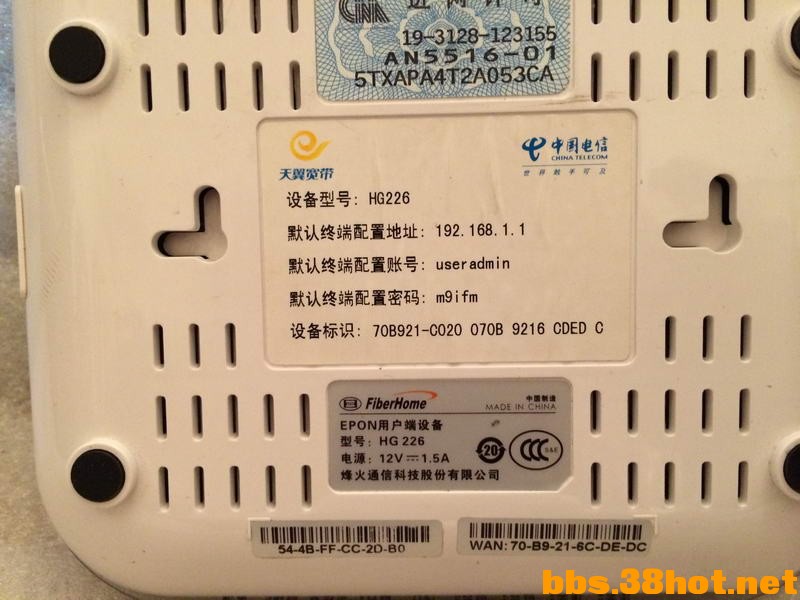 19-3128-123155
AN5516-01
5TXAPA4T2A053CA
天翼宽带
中国电信
CHINA TELECOM
世界触手可及
设备型号: HG226
默认终端配置地址: 192.168.1.1
默认终端配置账号: useradmin
默认终端配置密码: m9ifm
设备标识: 70B921-C020 070B 9216 CDED C
FiberHome
中国制造
MADE IN CHINA
EPON用户端设备
型号: HG 226
电源: 12V 1.5A
烽火通信科技股份有限公司
20
CCC
S&E
54-4B-FF-CC-2D-B0
WAN: 70-B9-21-6C-DE-DC
bbs.38hot.net